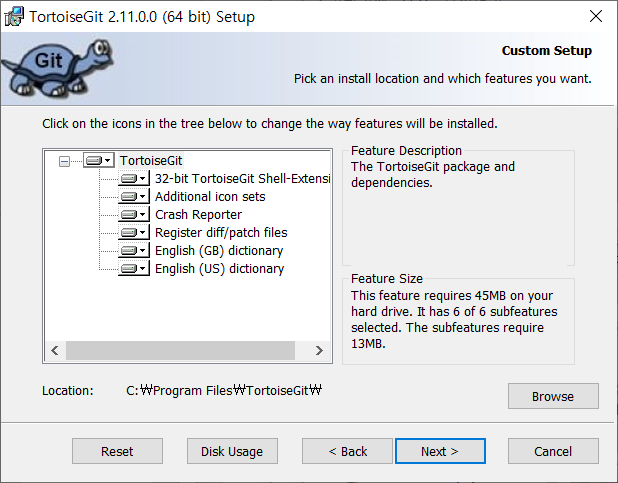 TortoiseGit 2.11.0.0 (64 bit) Setup
Git
Custom Setup
Pick an install location and which features you want.
Click on the icons in the tree below to change the way features will be installed.
TortoiseGit
32-bit TortoiseGit Shell-Extensi
Additional icon sets
Crash Reporter
Register diff/patch files
English (GB) dictionary
English (US) dictionary
Feature Description
The TortoiseGit package and
dependencies.
Feature Size
This feature requires 45MB on your
hard drive. It has 6 of 6 subfeatures
selected. The subfeatures require
13MB.
Location: C:₩Program Files₩TortoiseGit₩
Browse
Reset Disk Usage < Back Next > Cancel